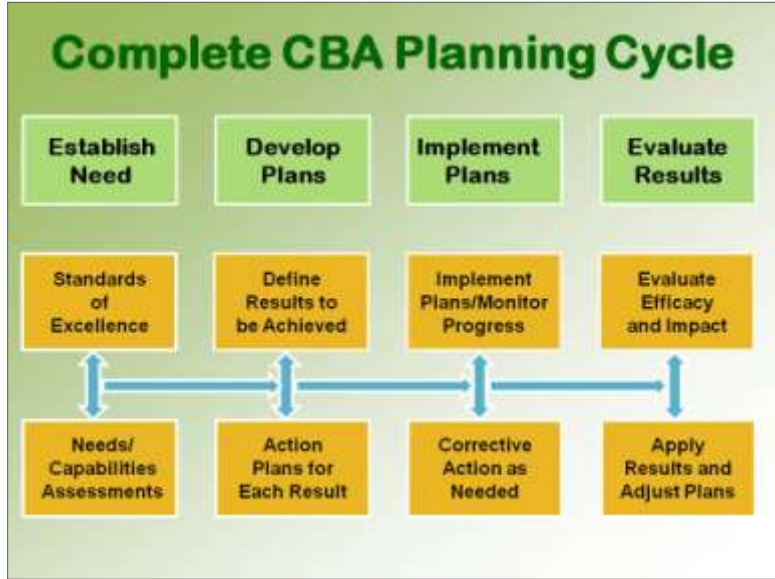 Complete CBA Planning Cycle
Establish
Need
Develop
Plans
Implement
Plans
Evaluate
Results
Standards
of
Excellence
Define
Results to
be Achieved
Implement
Plans/Monitor
Progress
Evaluate
Efficacy
and Impact
Needs/
Capabilities
Assessments
Action
Plans for
Each Result
Corrective
Action as
Needed
Apply
Results and
Adjust Plans